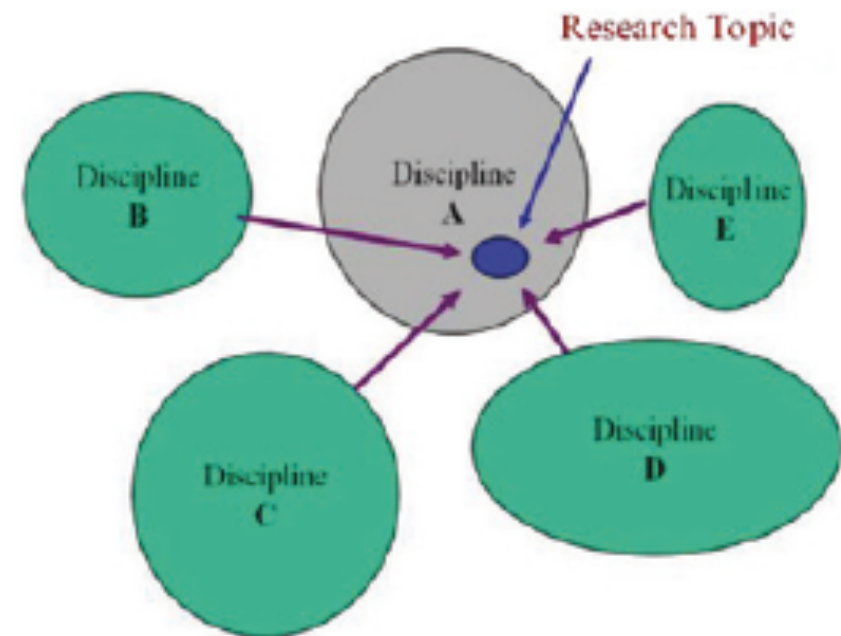 Research Topic
Discipline
B
Discipline
A
Discipline
E
Discipline
C
Discipline
D